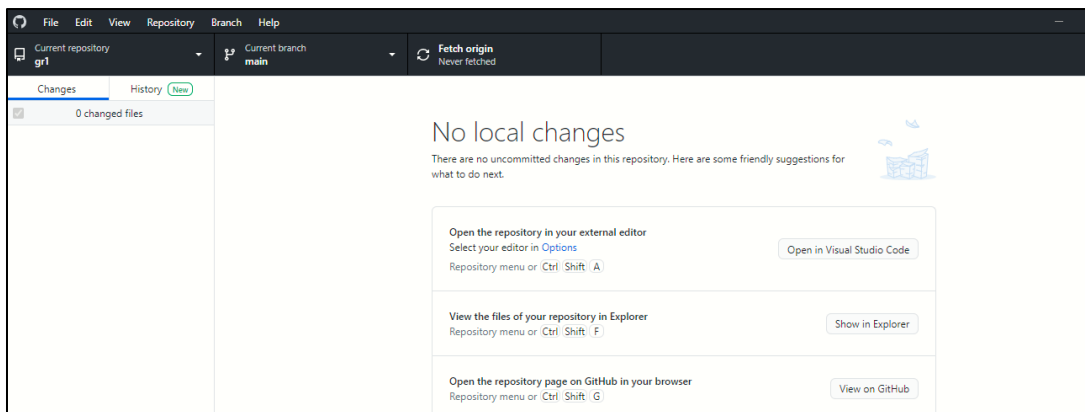 File Edit View Repository Branch Help
Current repository
gr1
Current branch
main
Fetch origin
Never fetched
Changes
History New
0 changed files
No local changes
There are no uncommitted changes in this repository. Here are some friendly suggestions for
what to do next.
Open the repository in your external editor
Select your editor in Options
Repository menu or Ctrl Shift A
Open in Visual Studio Code
View the files of your repository in Explorer
Repository menu or Ctrl Shift F
Show in Explorer
Open the repository page on GitHub in your browser
Repository menu or Ctrl Shift G
View on GitHub